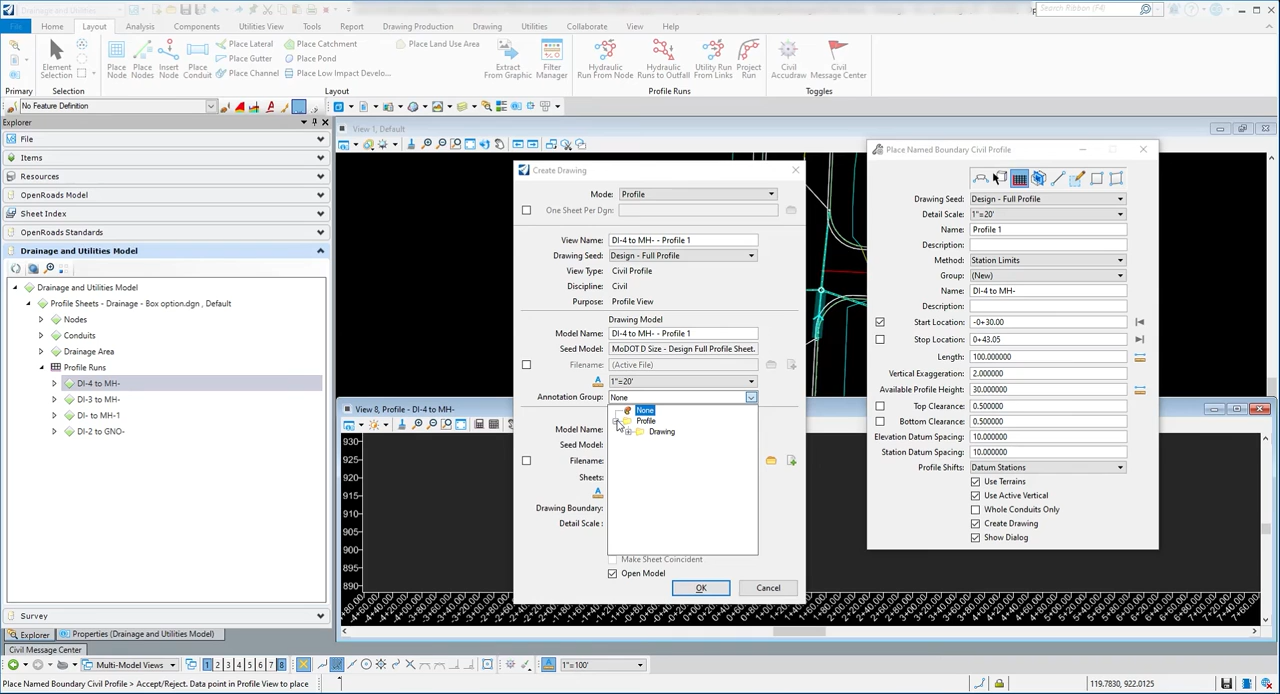 Drainage and Utilities
Search Ribbon (F4)
File Home Layout Analysis Components Utilities View Tools Report Drawing Production Drawing Utilities Collaborate View Help
Element Selection
Place Node
Place Nodes
Insert Node
Place Conduit
Place Lateral
Place Gutter
Place Channel
Place Catchment
Place Pond
Place Low Impact Develo...
Place Land Use Area
Extract From Graphic
Filter Manager
Hydraulic Run From Node
Hydraulic Runs to Outfall
Utility Run From Links
Project Run
Civil Accudraw
Civil Message Center
Primary Selection Layout Profile Runs Toggles
No Feature Definition
Explorer
File
Items
Resources
OpenRoads Model
Sheet Index
OpenRoads Standards
Drainage and Utilities Model
Drainage and Utilities Model
Profile Sheets - Drainage - Box option.dgn , Default
Nodes
Conduits
Drainage Area
Profile Runs
DI-4 to MH-
DI-3 to MH-
DI- to MH-1
DI-2 to GNO-
Survey
Explorer Properties (Drainage and Utilities Model)
Civil Message Center
View 1, Default
View 8, Profile - DI-4 to MH-
930
925
920
915
910
905
900
895
890
Create Drawing
Mode: Profile
One Sheet Per Dgn:
View Name: DI-4 to MH- - Profile 1
Drawing Seed: Design - Full Profile
View Type: Civil Profile
Discipline: Civil
Purpose: Profile View
Drawing Model
Model Name: DI-4 to MH- - Profile 1
Seed Model: MoDOT D Size - Design Full Profile Sheet.
Filename: (Active File)
1"=20'
Annotation Group: None
None
Profile
Drawing
Model Name:
Seed Model:
Filename:
Sheets:
Drawing Boundary:
Detail Scale :
Make Sheet Coincident
Open Model
OK Cancel
Place Named Boundary Civil Profile
Drawing Seed: Design - Full Profile
Detail Scale: 1"=20'
Name: Profile 1
Description:
Method: Station Limits
Group: (New)
Name: DI-4 to MH-
Description:
Start Location: -0+30.00
Stop Location: 0+43.05
Length: 100.000000
Vertical Exaggeration: 2.000000
Available Profile Height: 30.000000
Top Clearance: 0.500000
Bottom Clearance: 0.500000
Elevation Datum Spacing: 10.000000
Station Datum Spacing: 10.000000
Profile Shifts: Datum Stations
Use Terrains
Use Active Vertical
Whole Conduits Only
Create Drawing
Show Dialog
Multi-Model Views 1 2 3 4 5 6 7 8 1"=100'
Place Named Boundary Civil Profile > Accept/Reject. Data point in Profile View to place
119.7830, 922.0125